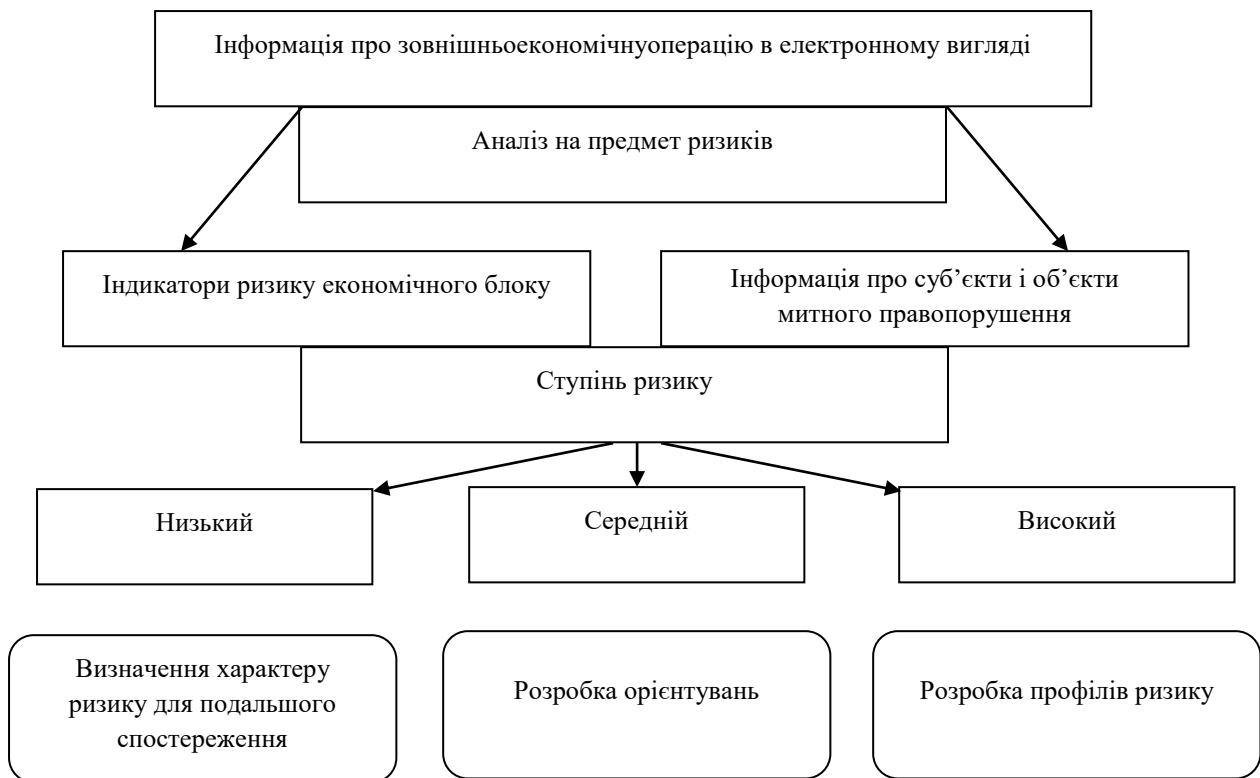 Інформація про зовнішньоекономічнуоперацію в електронному вигляді
Аналіз на предмет ризиків
Індикатори ризику економічного блоку
Інформація про суб’єкти і об’єкти
митного правопорушення
Ступінь ризику
Низький
Середній
Високий
Визначення характеру
ризику для подальшого
спостереження
Розробка орієнтувань
Розробка профілів ризику